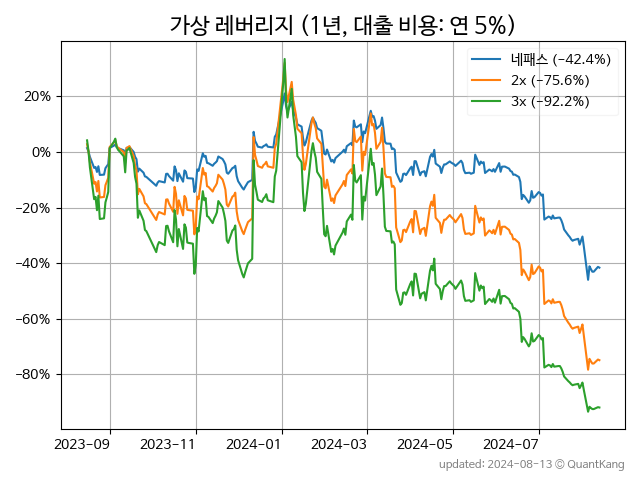 가상 레버리지 (1년, 대출 비용: 연 5%)
네패스 (−42.4%)
2x (−75.6%)
3x (−92.2%)
20%
0%
−20%
−40%
−60%
−80%
2023-09 2023-11 2024-01 2024-03 2024-05 2024-07
updated: 2024-08-13 © QuantKang